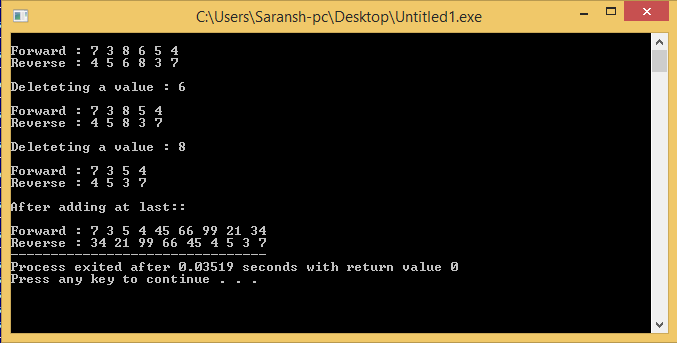 C:\Users\Saransh-pc\Desktop\Untitled1.exe
Forward : 7 3 8 6 5 4
Reverse : 4 5 6 8 3 7
Deleteting a value : 6
Forward : 7 3 8 5 4
Reverse : 4 5 8 3 7
Deleteting a value : 8
Forward : 7 3 5 4
Reverse : 4 5 3 7
After adding at last::
Forward : 7 3 5 4 45 66 99 21 34
Reverse : 34 21 99 66 45 4 5 3 7
--------------------------------
Process exited after 0.03519 seconds with return value 0
Press any key to continue . . .